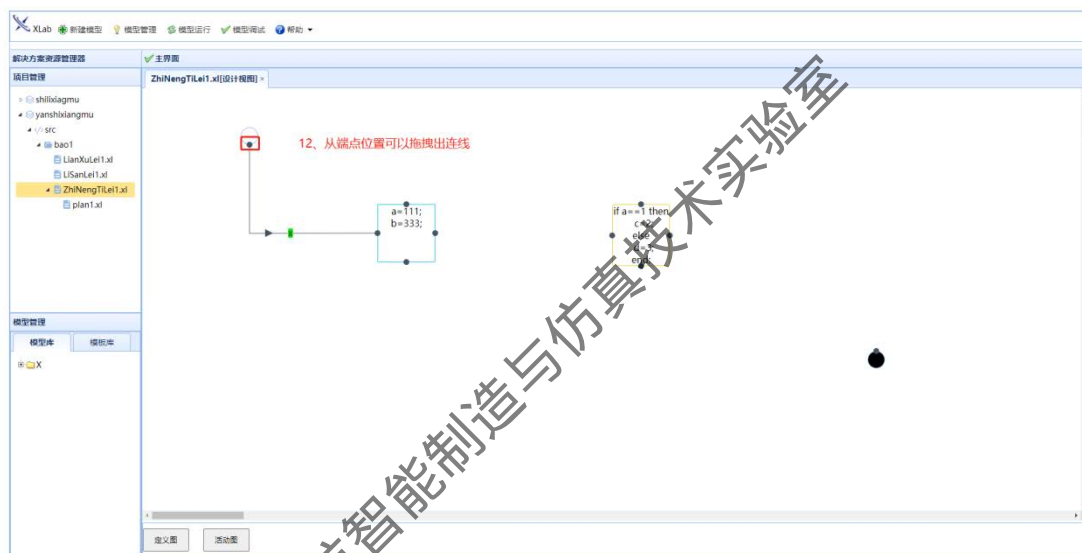 XLab 新建模型 模型管理 模型运行 模型调试 帮助
解决方案资源管理器
主界面
项目管理
ZhiNengTiLei1.xl[设计视图]
shilixiagmu
yanshixiangmu
src
bao1
LianXuLei1.xl
LiSanLei1.xl
ZhiNengTiLei1.xl
plan1.xl
12、从端点位置可以拖拽出连线
a=111;
b=333;
if a==1 then
c=2;
else
d=3;
end;
模型管理
模型库 模板库
X
定义图 活动图
智能制造与仿真技术实验室